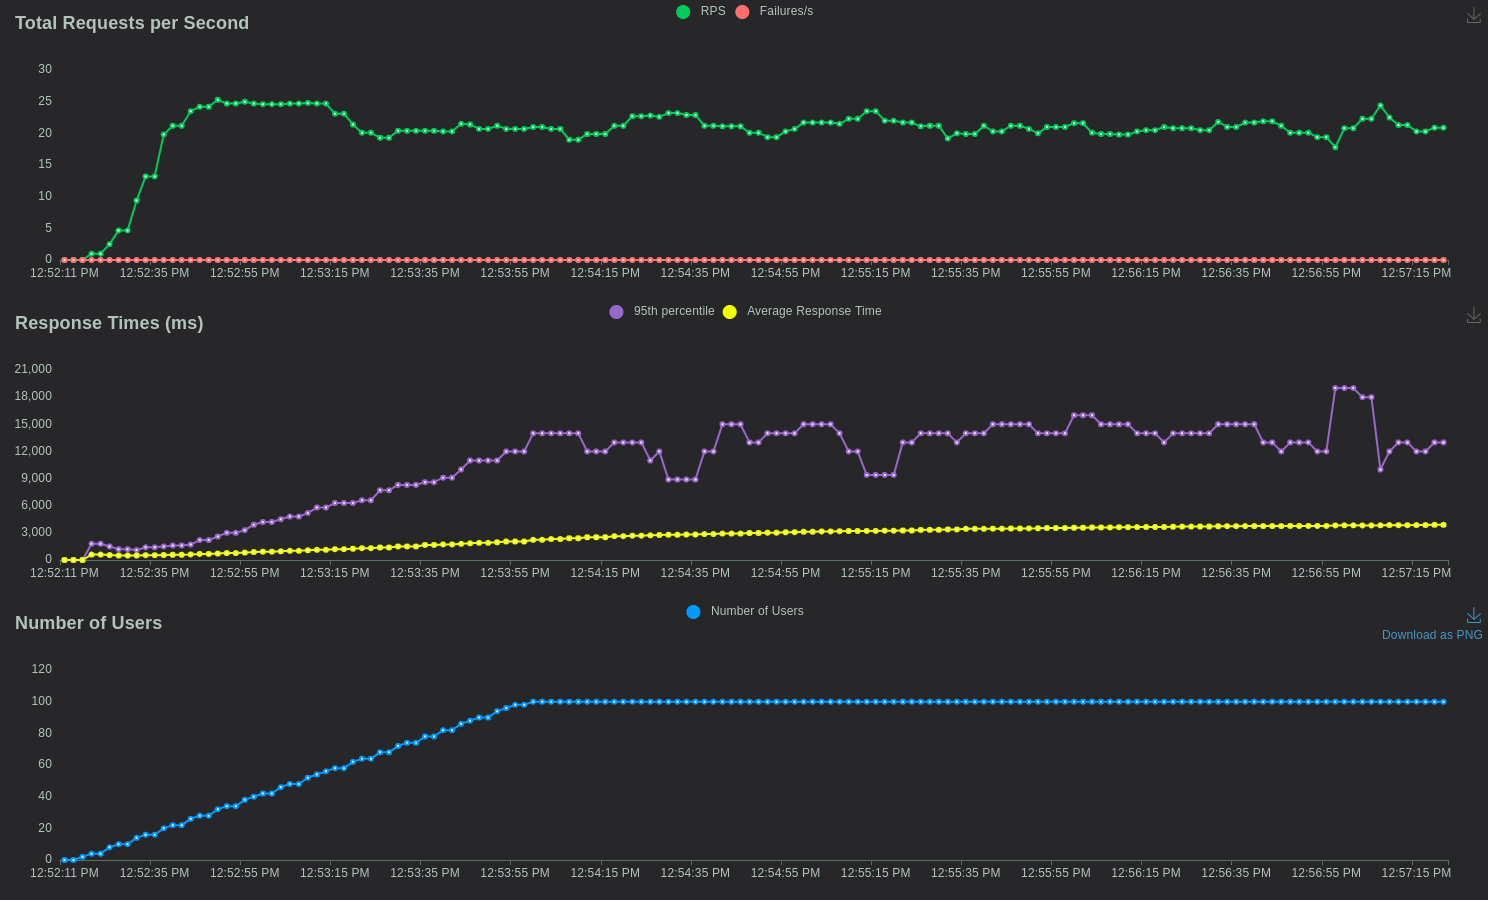 Total Requests per Second
RPS Failures/s
30
25
20
15
10
5
0
12:52:11 PM 12:52:35 PM 12:52:55 PM 12:53:15 PM 12:53:35 PM 12:53:55 PM 12:54:15 PM 12:54:35 PM 12:54:55 PM 12:55:15 PM 12:55:35 PM 12:55:55 PM 12:56:15 PM 12:56:35 PM 12:56:55 PM 12:57:15 PM
Response Times (ms)
95th percentile Average Response Time
21,000
18,000
15,000
12,000
9,000
6,000
3,000
0
12:52:11 PM 12:52:35 PM 12:52:55 PM 12:53:15 PM 12:53:35 PM 12:53:55 PM 12:54:15 PM 12:54:35 PM 12:54:55 PM 12:55:15 PM 12:55:35 PM 12:55:55 PM 12:56:15 PM 12:56:35 PM 12:56:55 PM 12:57:15 PM
Number of Users
Number of Users
Download as PNG
120
100
80
60
40
20
0
12:52:11 PM 12:52:35 PM 12:52:55 PM 12:53:15 PM 12:53:35 PM 12:53:55 PM 12:54:15 PM 12:54:35 PM 12:54:55 PM 12:55:15 PM 12:55:35 PM 12:55:55 PM 12:56:15 PM 12:56:35 PM 12:56:55 PM 12:57:15 PM